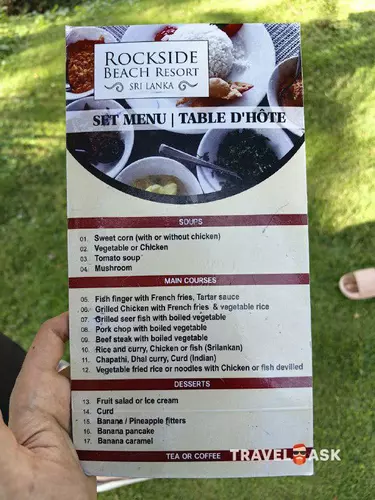 ROCKSIDE
BEACH RESORT
SRI LANKA
SET MENU | TABLE D'HÔTE
SOUPS
01. Sweet corn (with or without chicken)
02. Vegetable or Chicken
03. Tomato soup
04. Mushroom
MAIN COURSES
05. Fidh finger with French fries, Tartar sauce
06. Grilled Chicken with French fries & vegetable rice
07. Grilled seer fish with boiled vegetable
08. Pork chop with boiled vegetable
09. Beef steak with boiled vegetable
10. Rice and curry, Chicken or fish (Srilankan)
11. Chapathi, Dhal curry, Curd (Indian)
12. Vegetable fried rice or noodles with Chicken or fish devilled
DESSERTS
13. Fruit salad or Ice cream
14. Curd
15. Banana / Pineapple fitters
16. Banana pancake
17. Banana caramel
TEA OR COFFEE
TRAVEL ASK